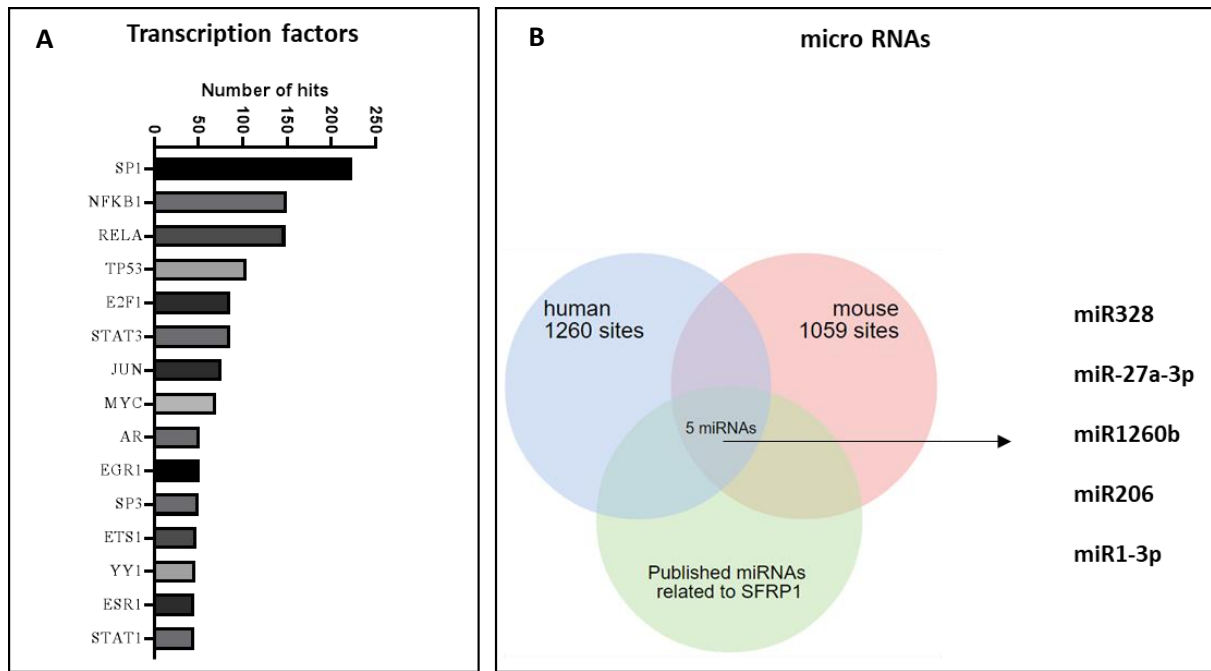 A
Transcription factors
Number of hits
0
50
100
150
200
250
SP1
NFKB1
RELA
TP53
E2F1
STAT3
JUN
MYC
AR
EGR1
SP3
ETS1
YY1
ESR1
STAT1
B
micro RNAs
human
1260 sites
mouse
1059 sites
5 miRNAs
Published miRNAs
related to SFRP1
miR328
miR-27a-3p
miR1260b
miR206
miR1-3p